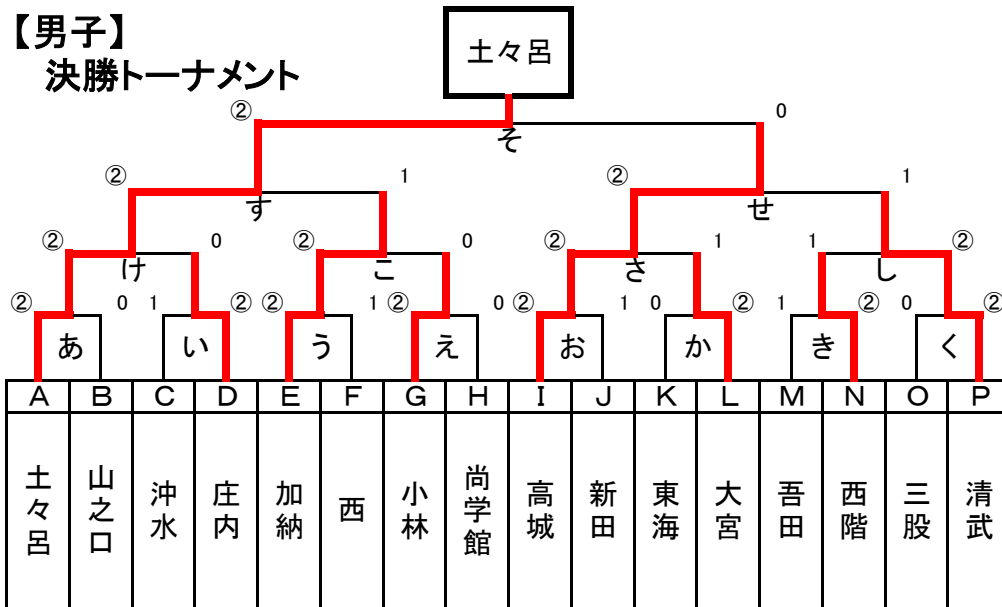 【男子】
決勝トーナメント
土々呂
② 0
そ
② 1 ② 1
す せ
② 0 ② 0 ② 1 1 ②
け こ さ し
② 0 1 ② ② 1 ② 0 ② 1 0 ② 1 ② 0 ②
あ い う え お か き く
A B C D E F G H I J K L M N O P
土々呂
山之口
沖水
庄内
加納
西
小林
尚学館
高城
新田
東海
大宮
吾田
西階
三股
清武